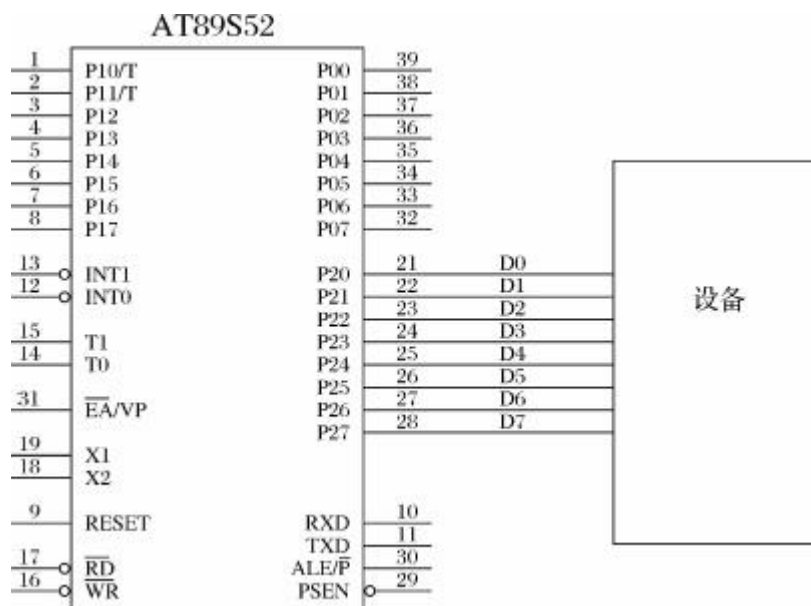 AT89S52
1 P10/T P00 39
2 P11/T P01 38
3 P12 P02 37
4 P13 P03 36
5 P14 P04 35
6 P15 P05 34
7 P16 P06 33
8 P17 P07 32
13 INT1 P20 21 D0
12 INT0 P21 22 D1
P22 23 D2
15 T1 P23 24 D3
14 T0 P24 25 D4
P25 26 D5
31 EA/VP P26 27 D6
P27 28 D7
设备
19 X1
18 X2
9 RESET RXD 10
TXD 11
17 RD ALE/P 30
16 WR PSEN 29